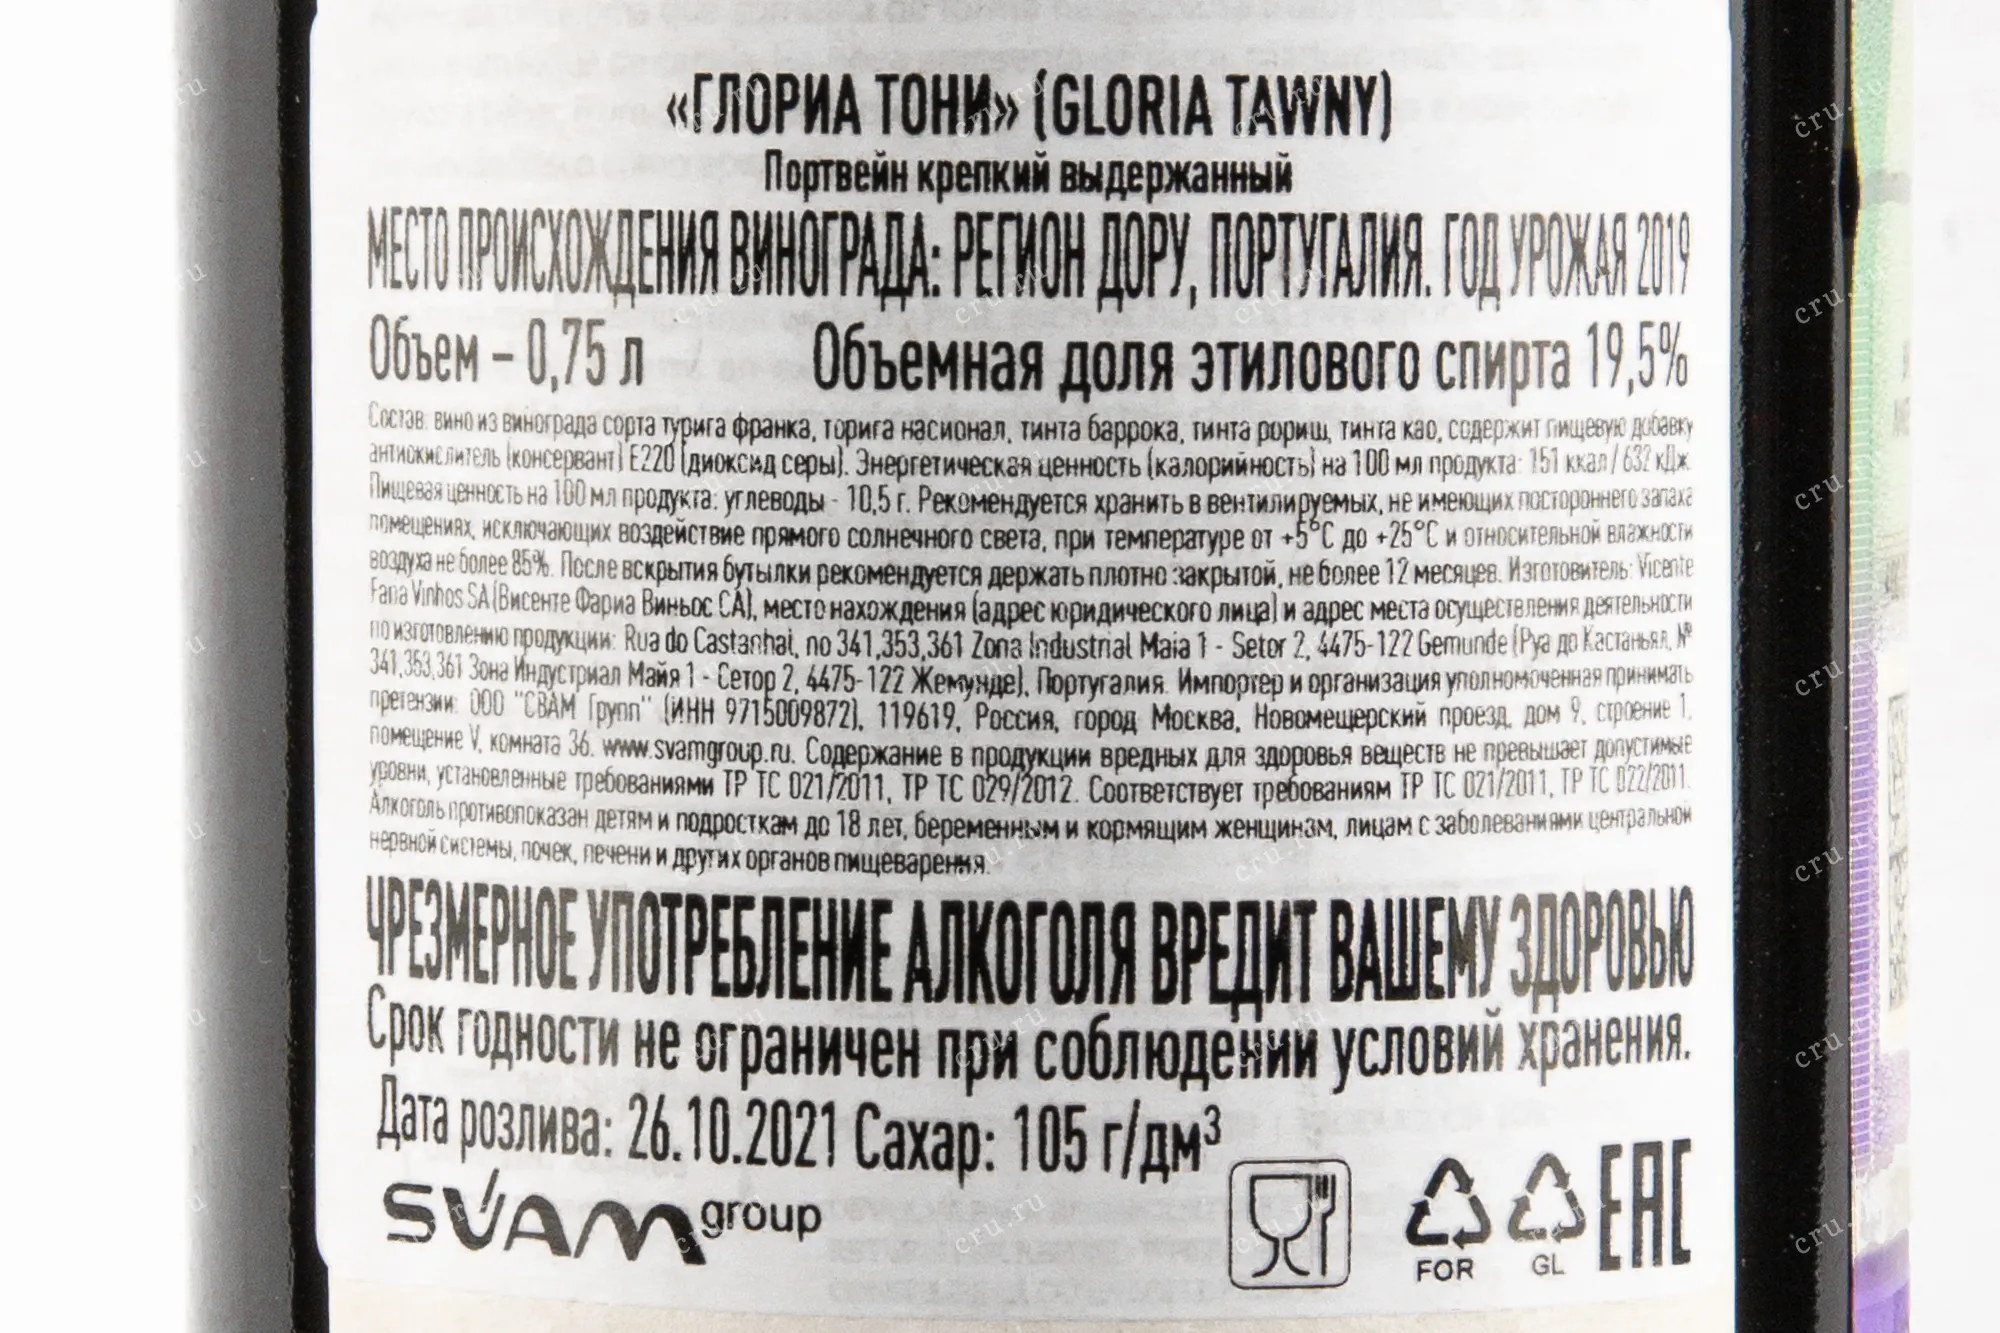 «ГЛОРИА ТОНИ» (GLORIA TAWNY)
Портвейн крепкий выдержанный
МЕСТО ПРОИСХОЖДЕНИЯ ВИНОГРАДА: РЕГИОН ДОРУ, ПОРТУГАЛИЯ. ГОД УРОЖАЯ 2019
Объем – 0,75 л Объемная доля этилового спирта 19,5%
Состав: вино из винограда сорта турига франка, торига насионал, тинта баррока, тинта рориш, тинта као, содержит пищевую добавку
антиокислитель (консервант) Е220 (диоксид серы). Энергетическая ценность (калорийность) на 100 мл продукта: 151 ккал/632 кДж.
Пищевая ценность на 100 мл продукта: углеводы - 10,5 г. Рекомендуется хранить в вентилируемых, не имеющих постороннего запаха
помещениях, исключающих воздействие прямого солнечного света, при температуре от +5°С до +25°С и относительной влажности
воздуха не более 85%. После вскрытия бутылки рекомендуется держать плотно закрытой, не более 12 месяцев. Изготовитель: Vicente
Faria Vinhos SA (Висенте Фариа Виньос СА), место нахождения (адрес юридического лица) и адрес места осуществления деятельности
по изготовлению продукции: Rua do Castanhal, no 341,353,361 Zona Industrial Maia 1 - Setor 2, 4475-122 Gemunde (Руа до Кастаньял, №
341,353,361 Зона Индустриал Майя 1 - Сетор 2, 4475-122 Жемунде), Португалия. Импортер и организация уполномоченная принимать
претензии: ООО "СВАМ Групп" (ИНН 9715009872), 119619, Россия, город Москва, Новомещерский проезд, дом 9, строение 1,
помещение V, комната 36. www.svamgroup.ru. Содержание в продукции вредных для здоровья веществ не превышает допустимые
уровни, установленные требованиями ТР ТС 021/2011, ТР ТС 029/2012. Соответствует требованиям ТР ТС 021/2011, ТР ТС 022/2011.
Алкоголь противопоказан детям и подросткам до 18 лет, беременным и кормящим женщинам, лицам с заболеваниями центральной
нервной системы, почек, печени и других органов пищеварения.
ЧРЕЗМЕРНОЕ УПОТРЕБЛЕНИЕ АЛКОГОЛЯ ВРЕДИТ ВАШЕМУ ЗДОРОВЬЮ
Срок годности не ограничен при соблюдении условий хранения.
Дата розлива: 26.10.2021 Сахар: 105 г/дм³
SVAM group
FOR GL EAC